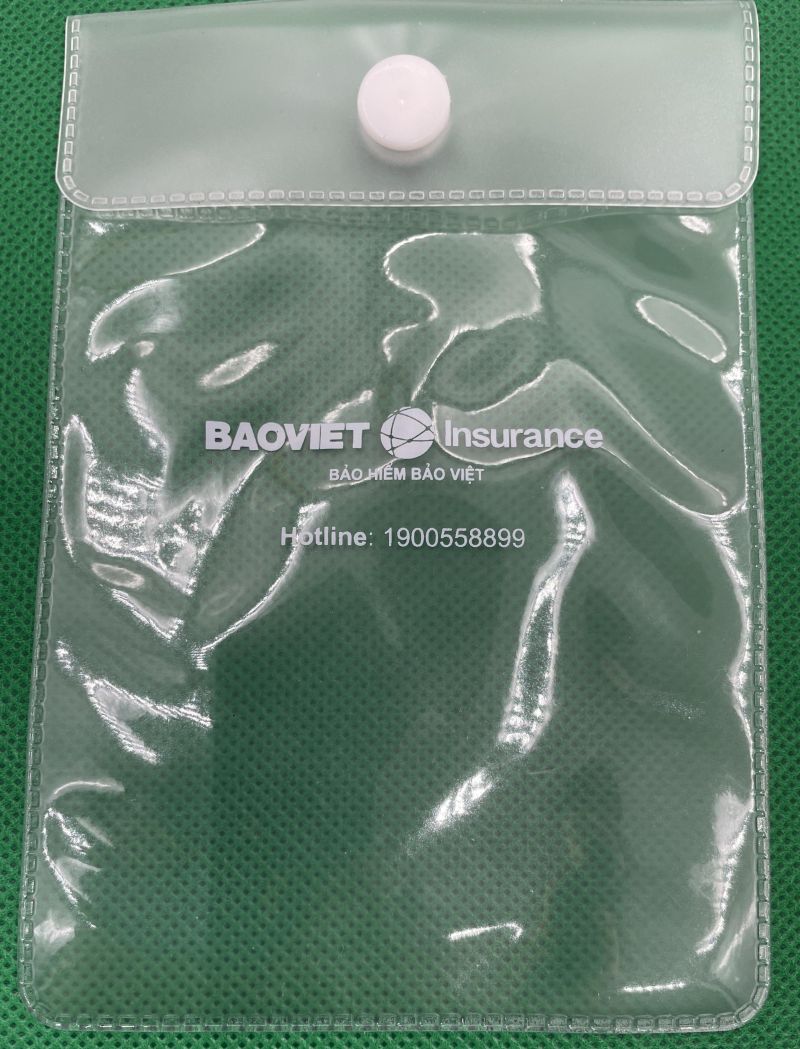 BAOVIET Insurance
BẢO HIỂM BẢO VIỆT
Hotline: 1900558899